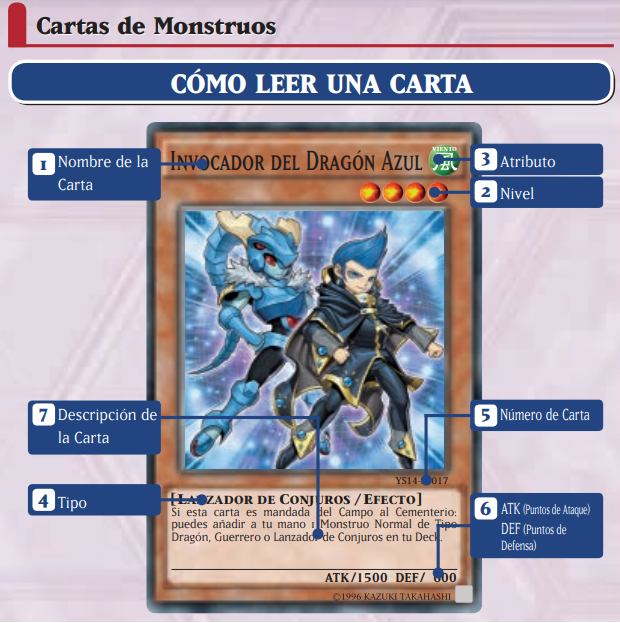 Cartas de Monstruos
CÓMO LEER UNA CARTA
1 Nombre de la
Carta
INVOCADOR DEL DRAGÓN AZUL
VIENTO
風
3 Atributo
2 Nivel
7 Descripción de
la Carta
5 Número de Carta
YS14- 017
4 Tipo
[LANZADOR DE CONJUROS / EFECTO]
Si esta carta es mandada del Campo al Cementerio:
puedes añadir a tu mano 1 Monstruo Normal de Tipo
Dragón, Guerrero o Lanzador de Conjuros en tu Deck.
6 ATK (Puntos de Ataque)
DEF (Puntos de
Defensa)
ATK/1500 DEF/ 600
©1996 KAZUKI TAKAHASHI